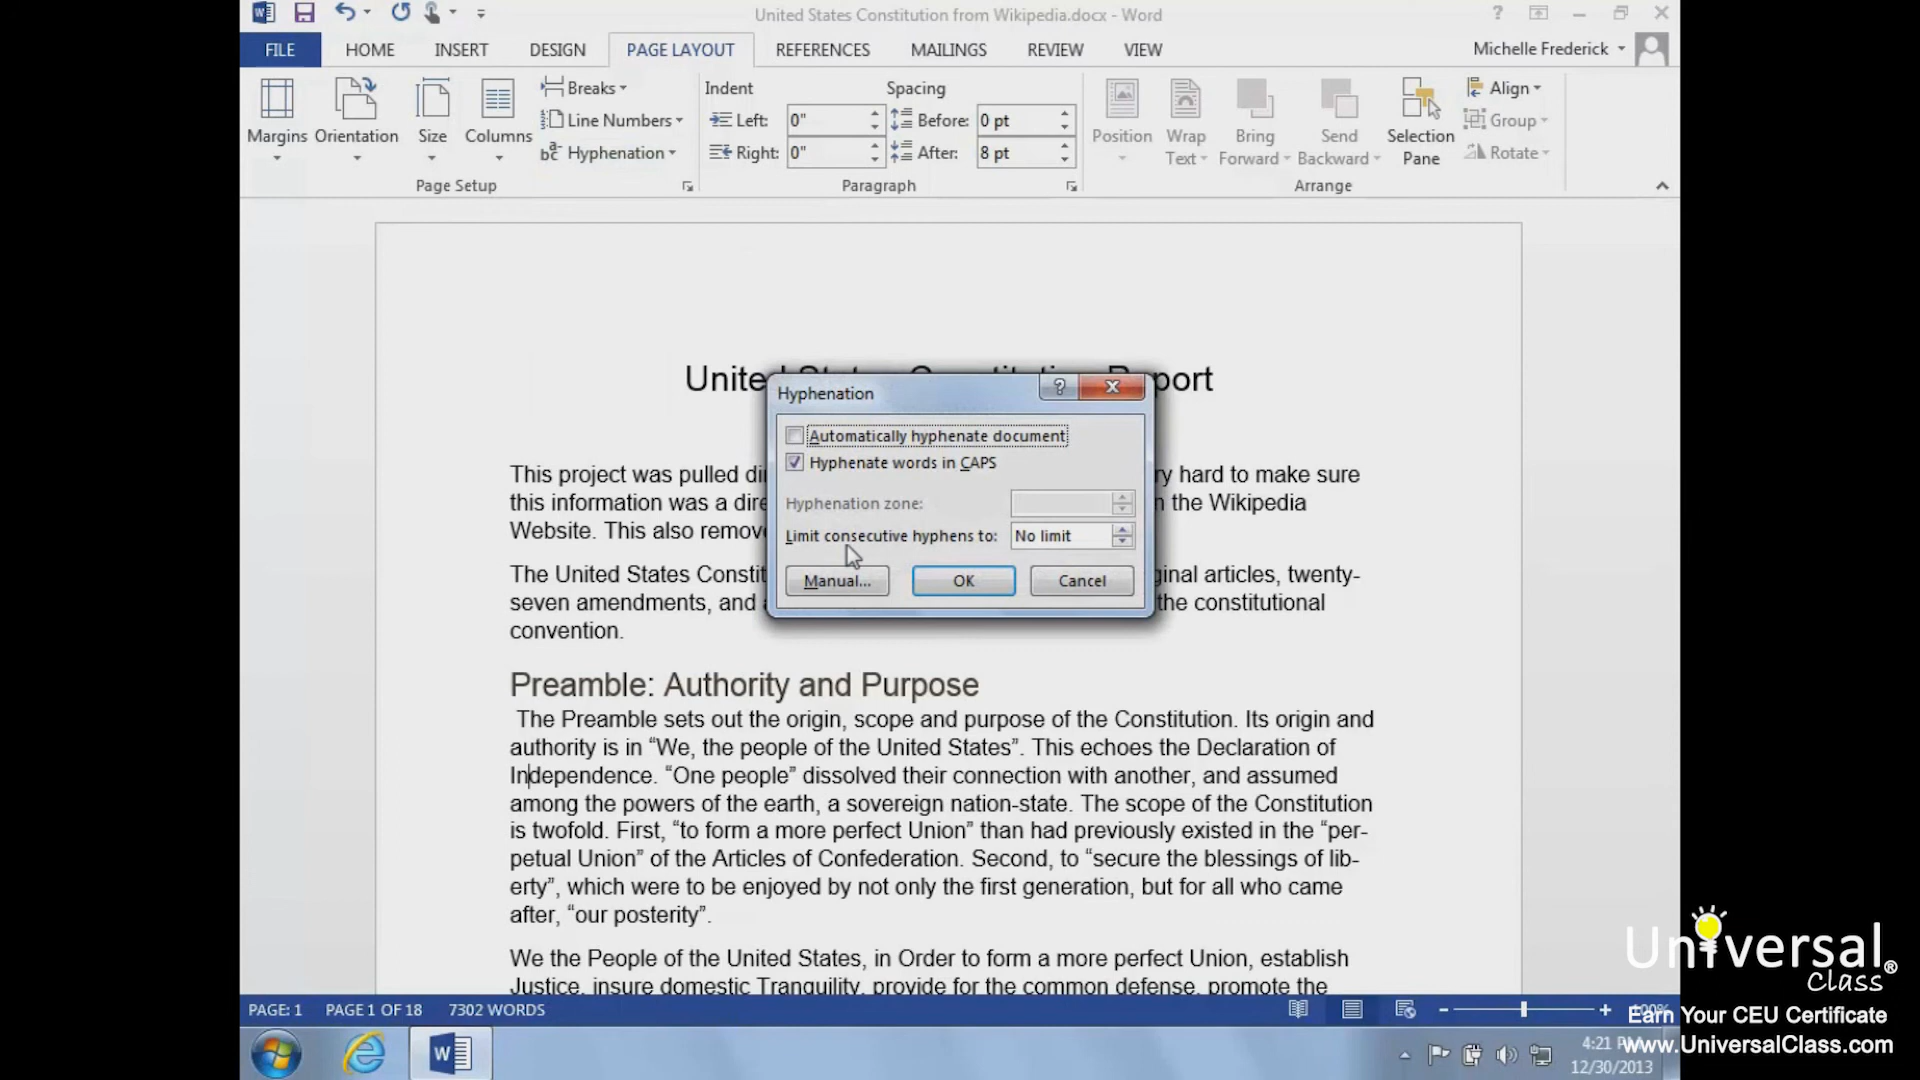 United States Constitution from Wikipedia.docx - Word
?
FILE HOME INSERT DESIGN PAGE LAYOUT REFERENCES MAILINGS REVIEW VIEW Michelle Frederick
Breaks Indent Spacing Align
Line Numbers Left: 0" Before: 0 pt Group
Margins Orientation Size Columns Position Wrap Text Bring Forward Send Backward Selection Pane
Hyphenation Right: 0" After: 8 pt Rotate
Page Setup Paragraph Arrange
Hyphenation
?
Automatically hyphenate document
Hyphenate words in CAPS
Hyphenation zone:
Limit consecutive hyphens to: No limit
Manual... OK Cancel
This project was pulled ry hard to make sure
this information was a n the Wikipedia
Website. This also
The United States ginal articles, twenty-
seven amendments, and the constitutional
convention.
Preamble: Authority and Purpose
The Preamble sets out the origin, scope and purpose of the Constitution. Its origin and
authority is in “We, the people of the United States”. This echoes the Declaration of
Independence. “One people” dissolved their connection with another, and assumed
among the powers of the earth, a sovereign nation-state. The scope of the Constitution
is twofold. First, “to form a more perfect Union” than had previously existed in the “per-
petual Union” of the Articles of Confederation. Second, to “secure the blessings of lib-
erty”, which were to be enjoyed by not only the first generation, but for all who came
after, “our posterity”.
We the People of the United States, in Order to form a more perfect Union, establish
Justice, insure domestic Tranquility, provide for the common defense, promote the
PAGE: 1 PAGE 1 OF 18 7302 WORDS 100%
4:21
12/30/2013
Universal®
Class
Earn Your CEU Certificate
www.UniversalClass.com